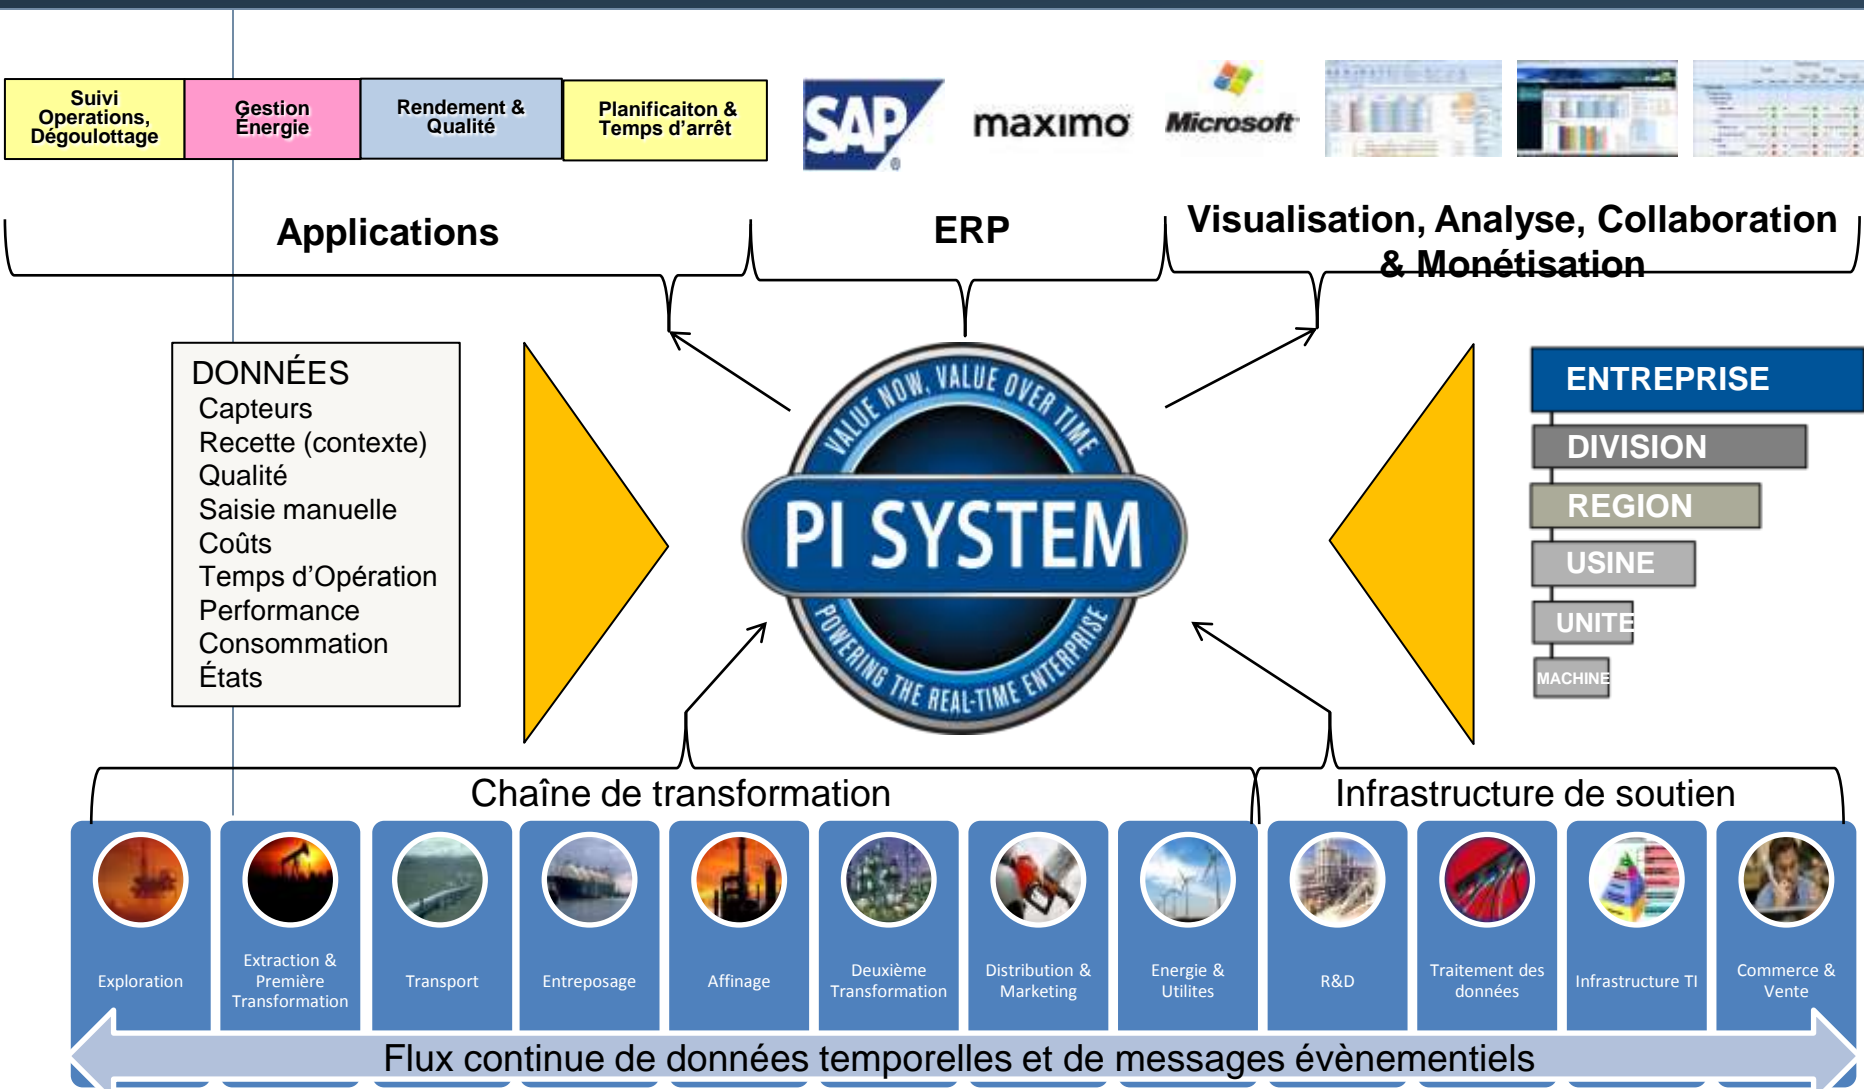 Suivi
Operations,
Dégoulottage
Gestion
Énergie
Rendement &
Qualité
Planificaiton &
Temps d'arrêt
SAP
®
maximo
Microsoft
Applications
ERP
Visualisation, Analyse, Collaboration
& Monétisation
DONNÉES
Capteurs
Recette (contexte)
Qualité
Saisie manuelle
Coûts
Temps d’Opération
Performance
Consommation
États
VALUE NOW, VALUE OVER TIME
PI SYSTEM
POWERING THE REAL-TIME ENTERPRISE
ENTREPRISE
DIVISION
REGION
USINE
UNITE
MACHINE
Chaîne de transformation
Infrastructure de soutien
Exploration
Extraction &
Première
Transformation
Transport
Entreposage
Affinage
Deuxième
Transformation
Distribution &
Marketing
Energie &
Utilites
R&D
Traitement des
données
Infrastructure TI
Commerce &
Vente
Flux continue de données temporelles et de messages évènementiels